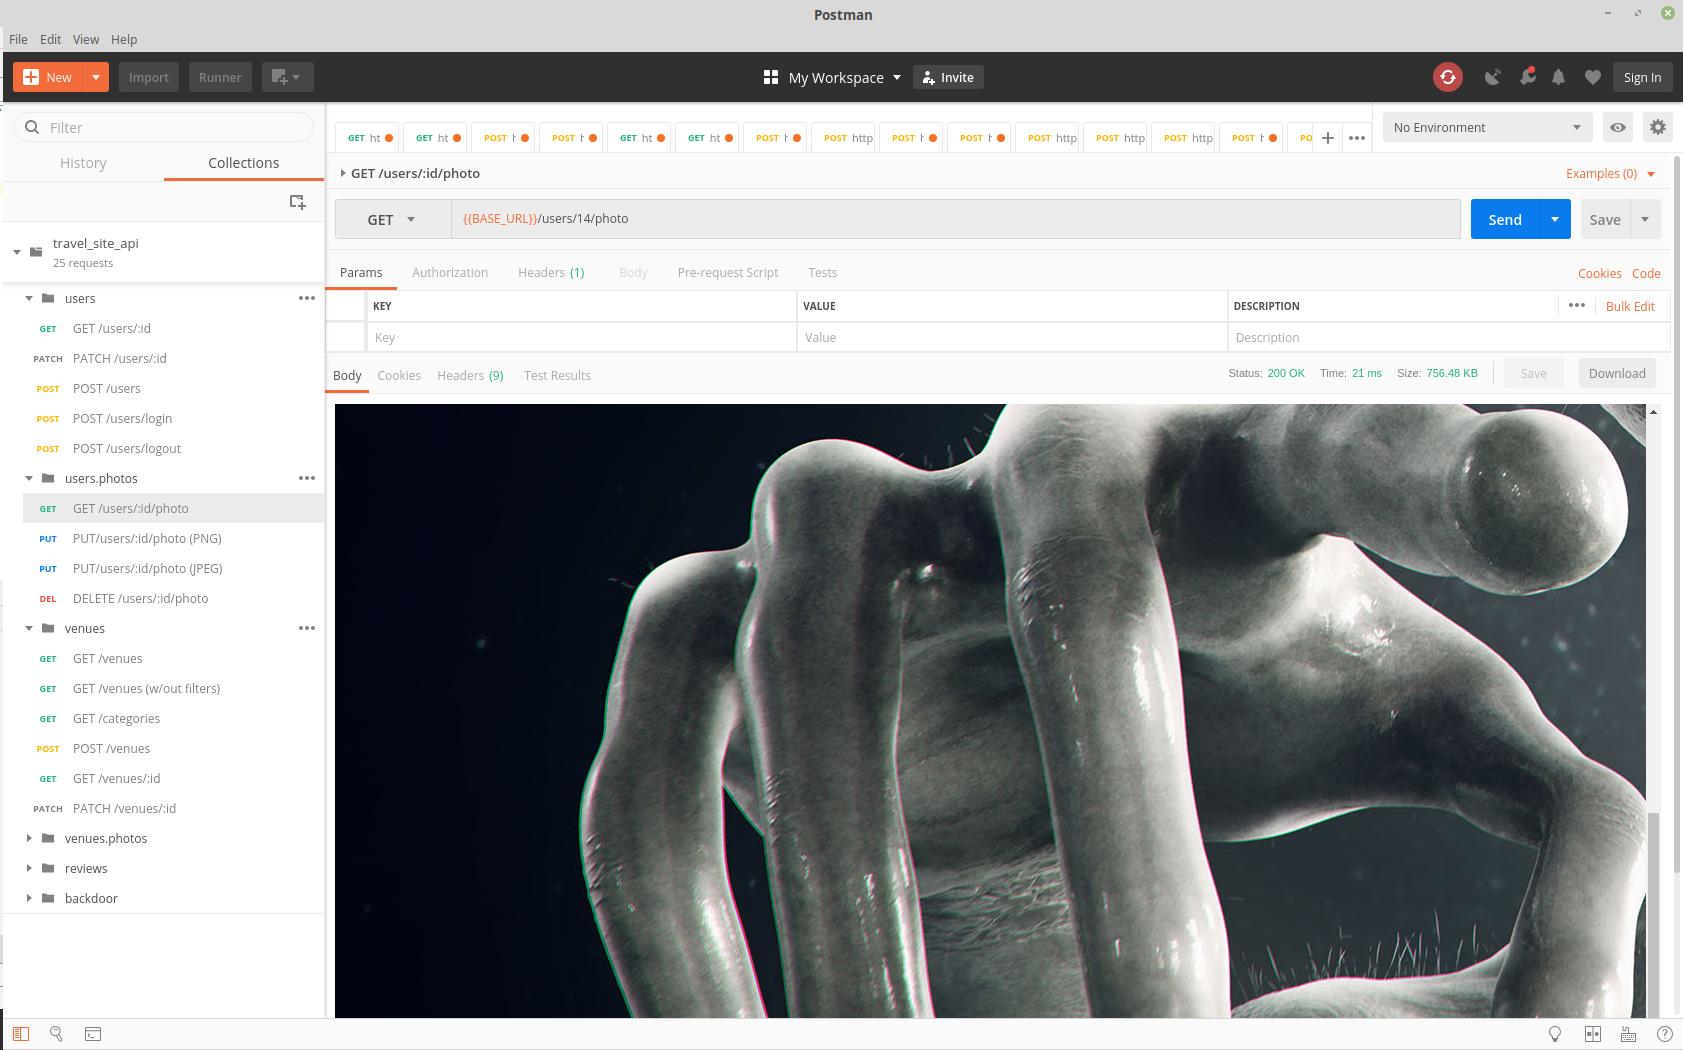 Postman
File Edit View Help
New Import Runner My Workspace Invite Sign In
Filter
History Collections
travel_site_api
25 requests
users
GET GET /users/:id
PATCH PATCH /users/:id
POST POST /users
POST POST /users/login
POST POST /users/logout
users.photos
GET GET /users/:id/photo
PUT PUT/users/:id/photo (PNG)
PUT PUT/users/:id/photo (JPEG)
DEL DELETE /users/:id/photo
venues
GET GET /venues
GET GET /venues (w/out filters)
GET GET /categories
POST POST /venues
GET GET /venues/:id
PATCH PATCH /venues/:id
venues.photos
reviews
backdoor
GET ht GET ht POST h POST h GET ht GET ht POST h POST http POST h POST h POST http POST http POST http POST h PO
No Environment
GET /users/:id/photo
Examples (0)
GET {{BASE_URL}}/users/14/photo Send Save
Params Authorization Headers (1) Body Pre-request Script Tests Cookies Code
KEY VALUE DESCRIPTION Bulk Edit
Key Value Description
Body Cookies Headers (9) Test Results Status: 200 OK Time: 21 ms Size: 756.48 KB Save Download